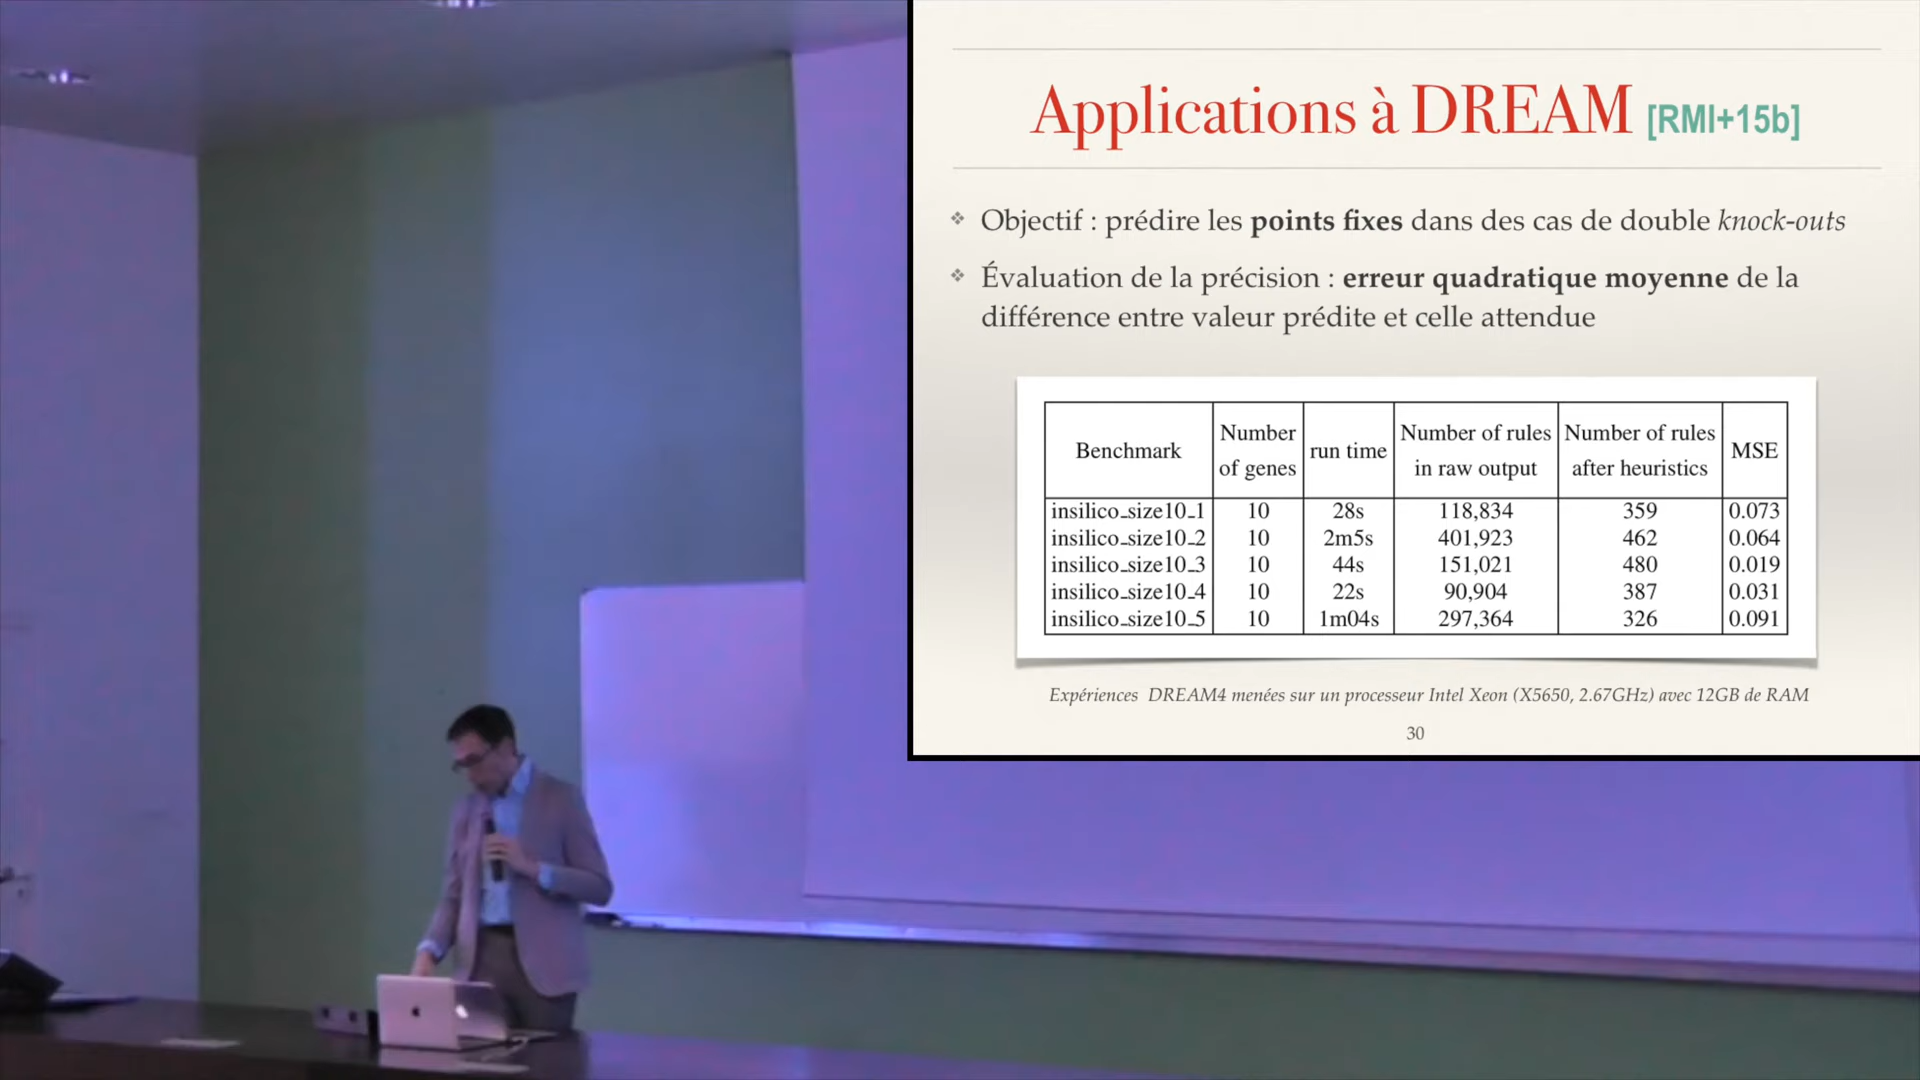 Applications à DREAM [RMI+15b]
❖ Objectif : prédire les points fixes dans des cas de double knock-outs
❖ Évaluation de la précision : erreur quadratique moyenne de la
différence entre valeur prédite et celle attendue
Benchmark Number of genes run time Number of rules in raw output Number of rules after heuristics MSE
insilico_size10_1 10 28s 118,834 359 0.073
insilico_size10_2 10 2m5s 401,923 462 0.064
insilico_size10_3 10 44s 151,021 480 0.019
insilico_size10_4 10 22s 90,904 387 0.031
insilico_size10_5 10 1m04s 297,364 326 0.091
Expériences DREAM4 menées sur un processeur Intel Xeon (X5650, 2.67GHz) avec 12GB de RAM
30